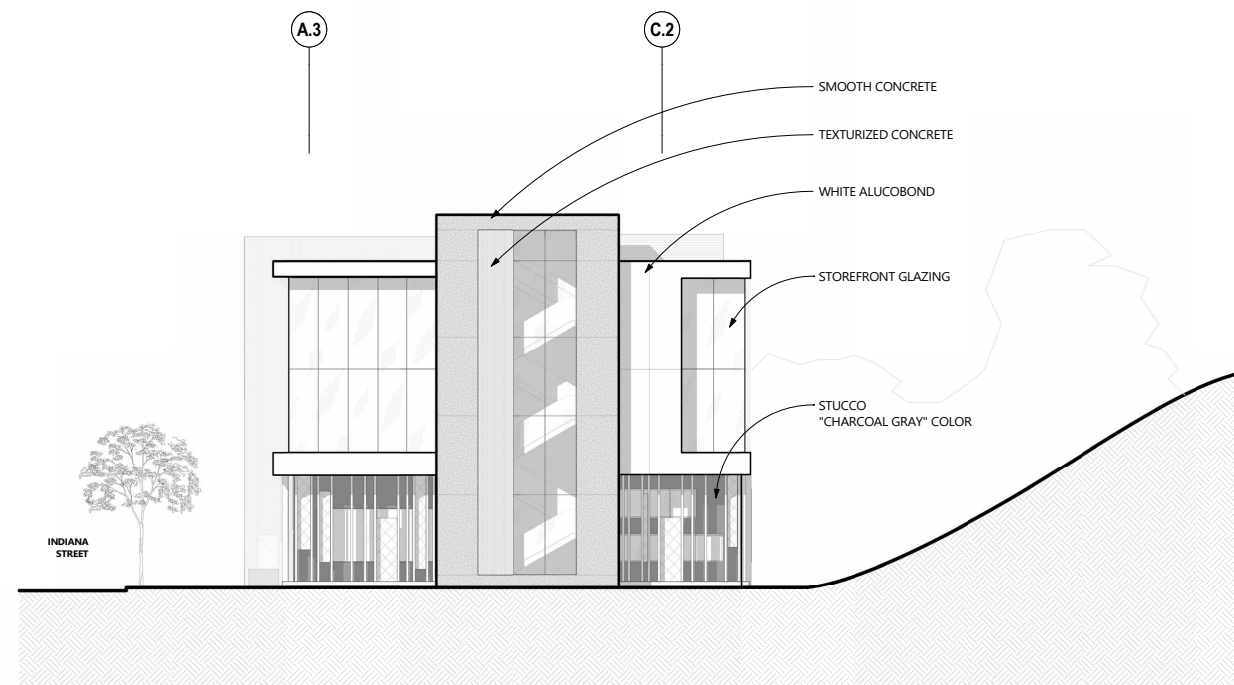 A.3
C.2
SMOOTH CONCRETE
TEXTURIZED CONCRETE
WHITE ALUCOBOND
STOREFRONT GLAZING
STUCCO
"CHARCOAL GRAY" COLOR
INDIANA
STREET